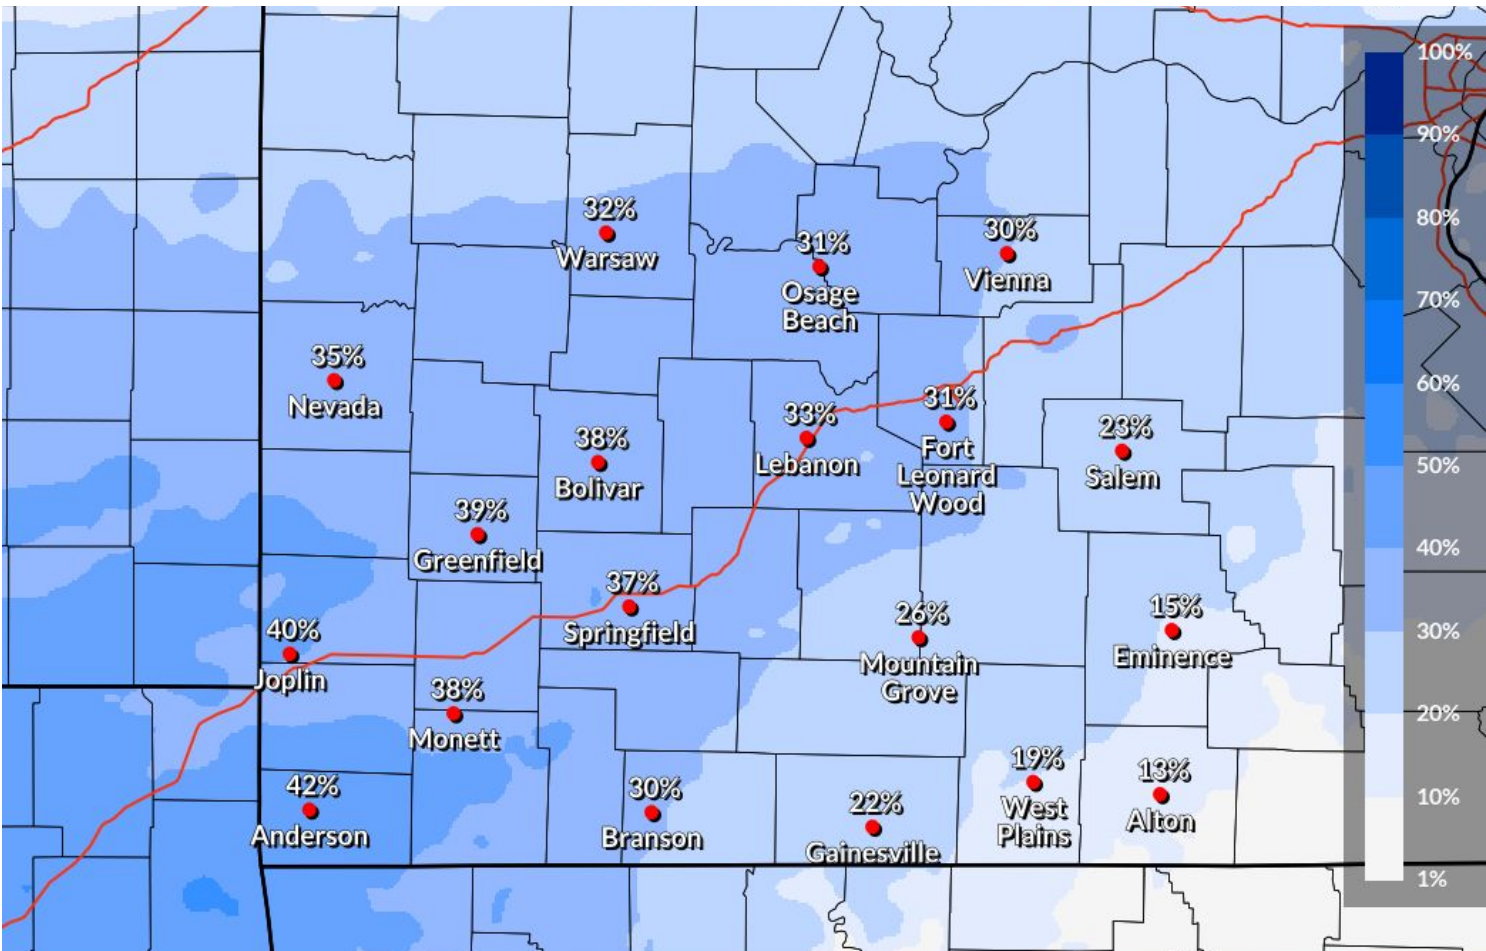 100%
90%
80%
70%
60%
50%
40%
30%
20%
10%
1%
32%
Warsaw
31%
Osage
Beach
30%
Vienna
35%
Nevada
38%
Bolivar
33%
Lebanon
31%
Fort
Leonard
Wood
23%
Salem
39%
Greenfield
37%
Springfield
26%
Mountain
Grove
15%
Eminence
40%
Joplin
38%
Monett
42%
Anderson
30%
Branson
22%
Gainesville
19%
West
Plains
13%
Alton